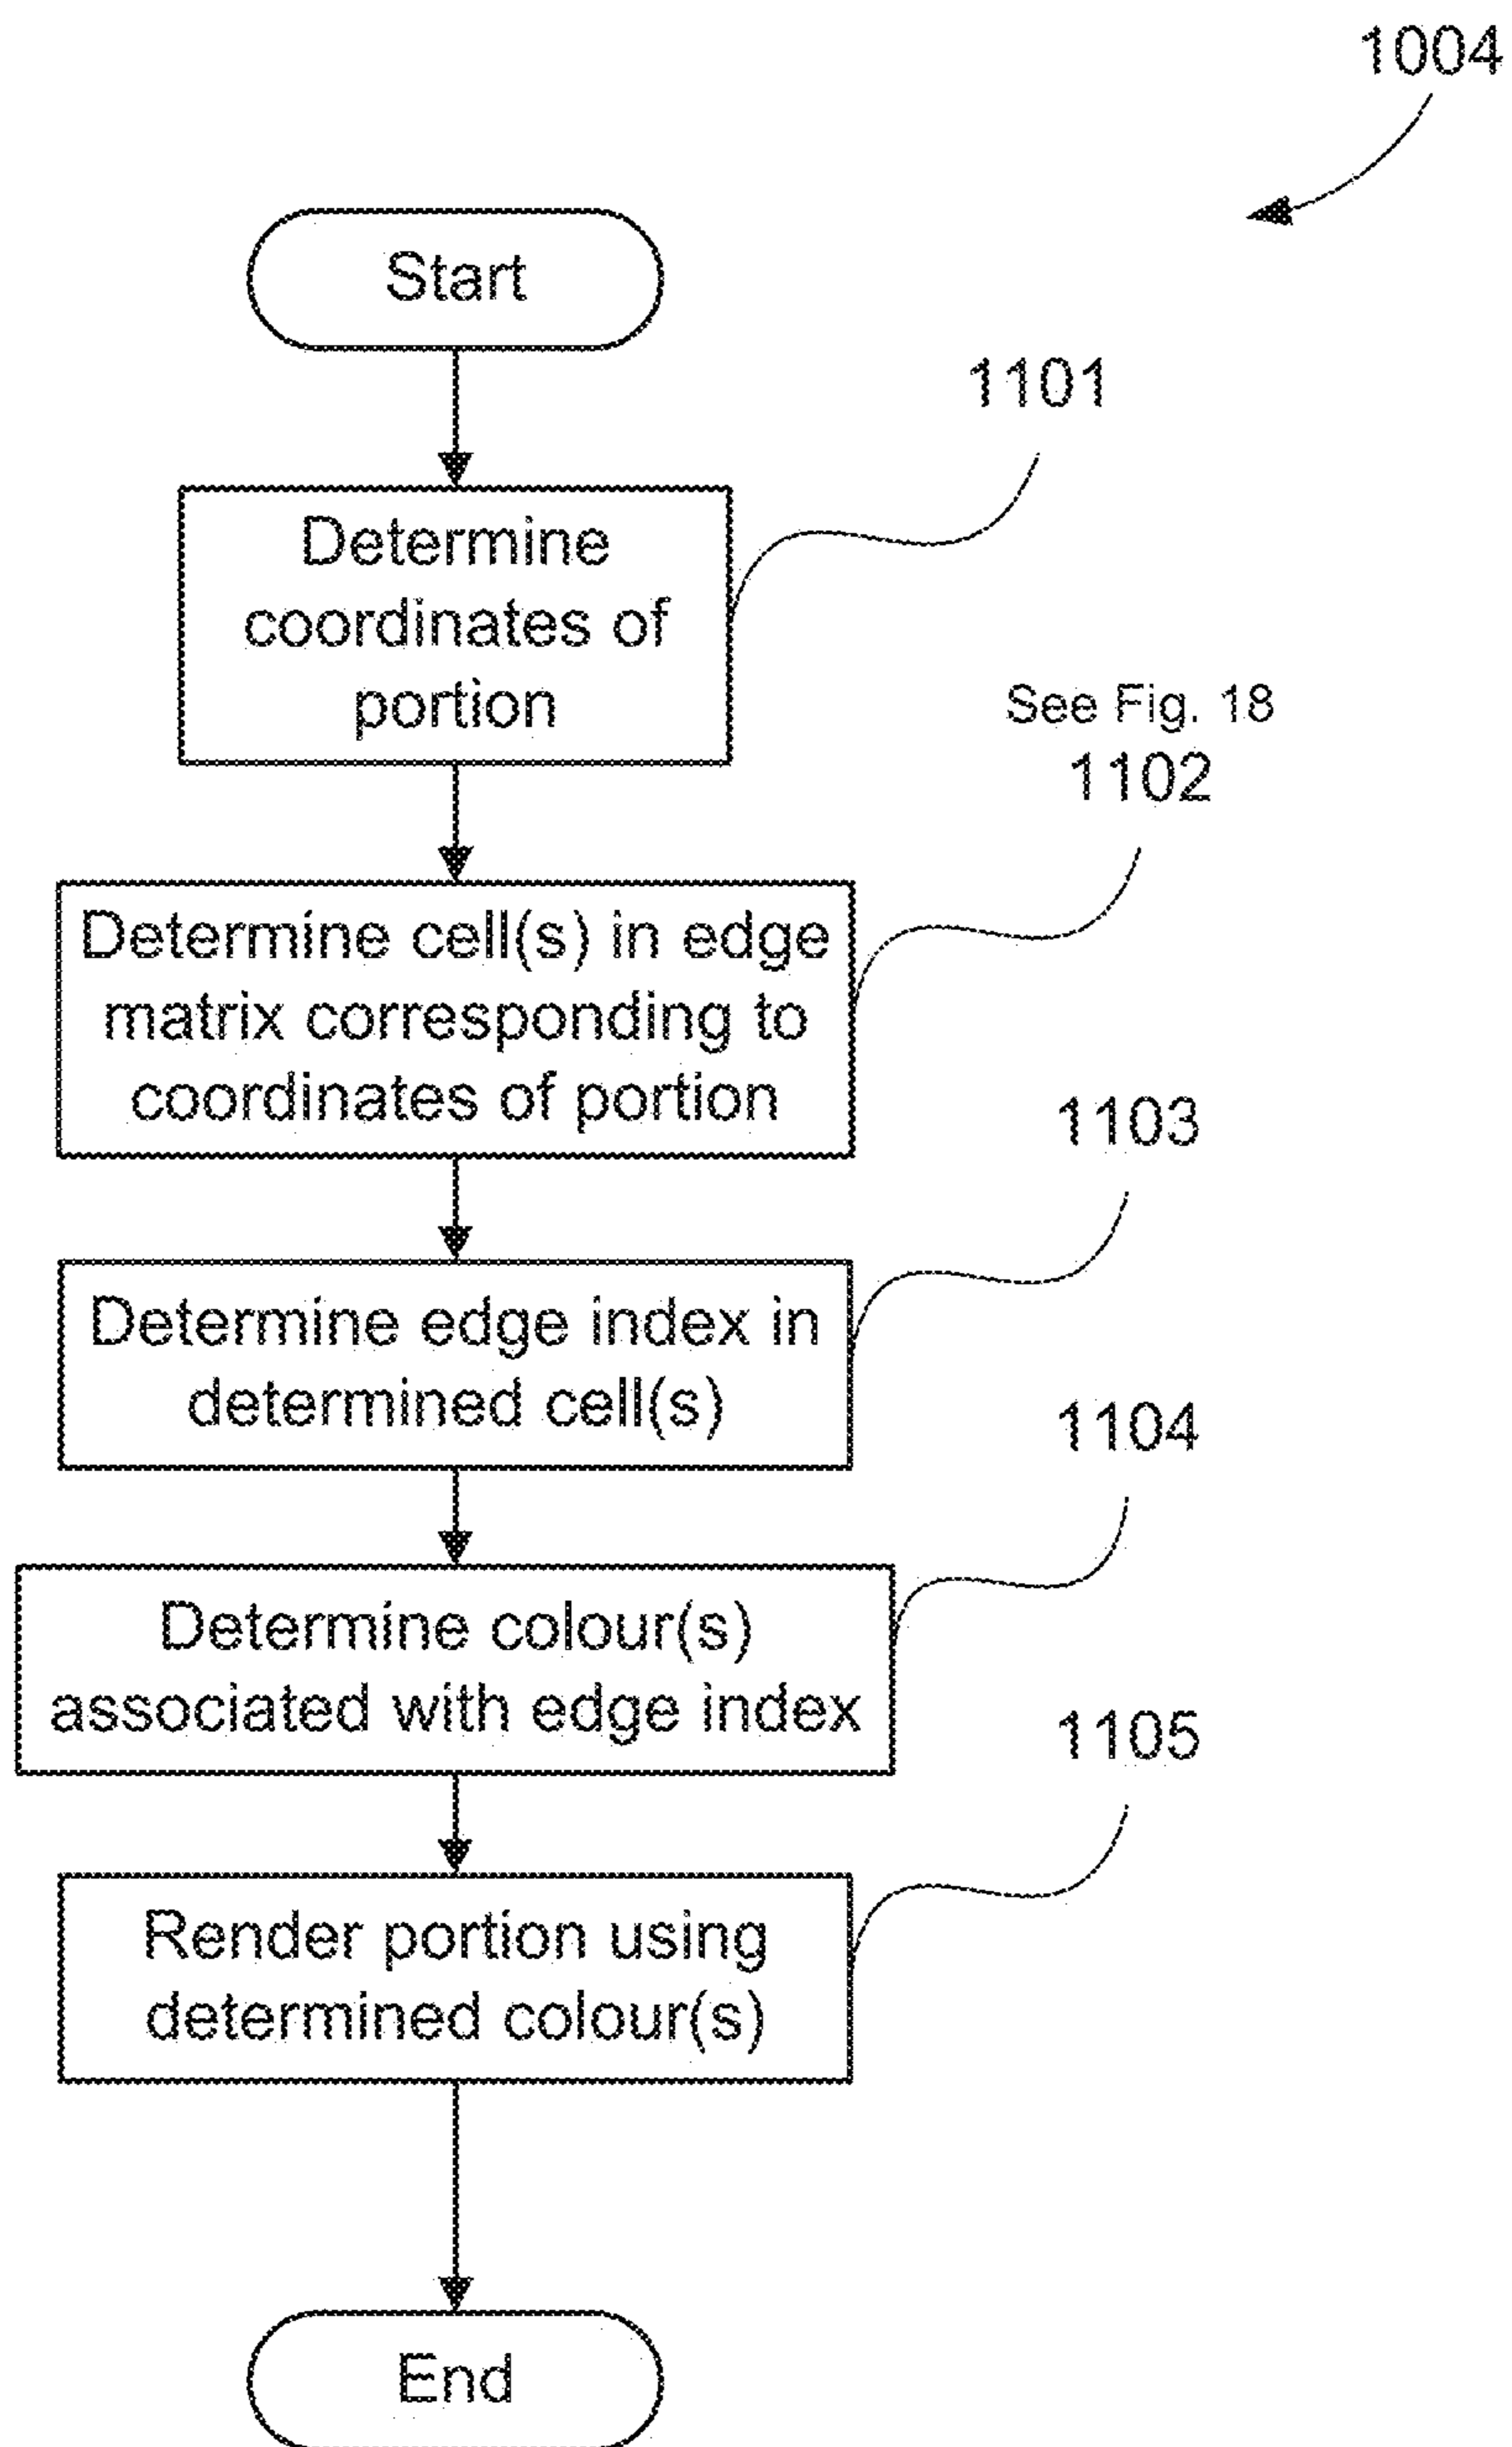 1004
Start
1101
Determine
coordinates of
portion
See Fig. 18
1102
Determine cell(s) in edge
matrix corresponding to
coordinates of portion
1103
Determine edge index in
determined cell(s)
1104
Determine colour(s)
associated with edge index
1105
Render portion using
determined colour(s)
End